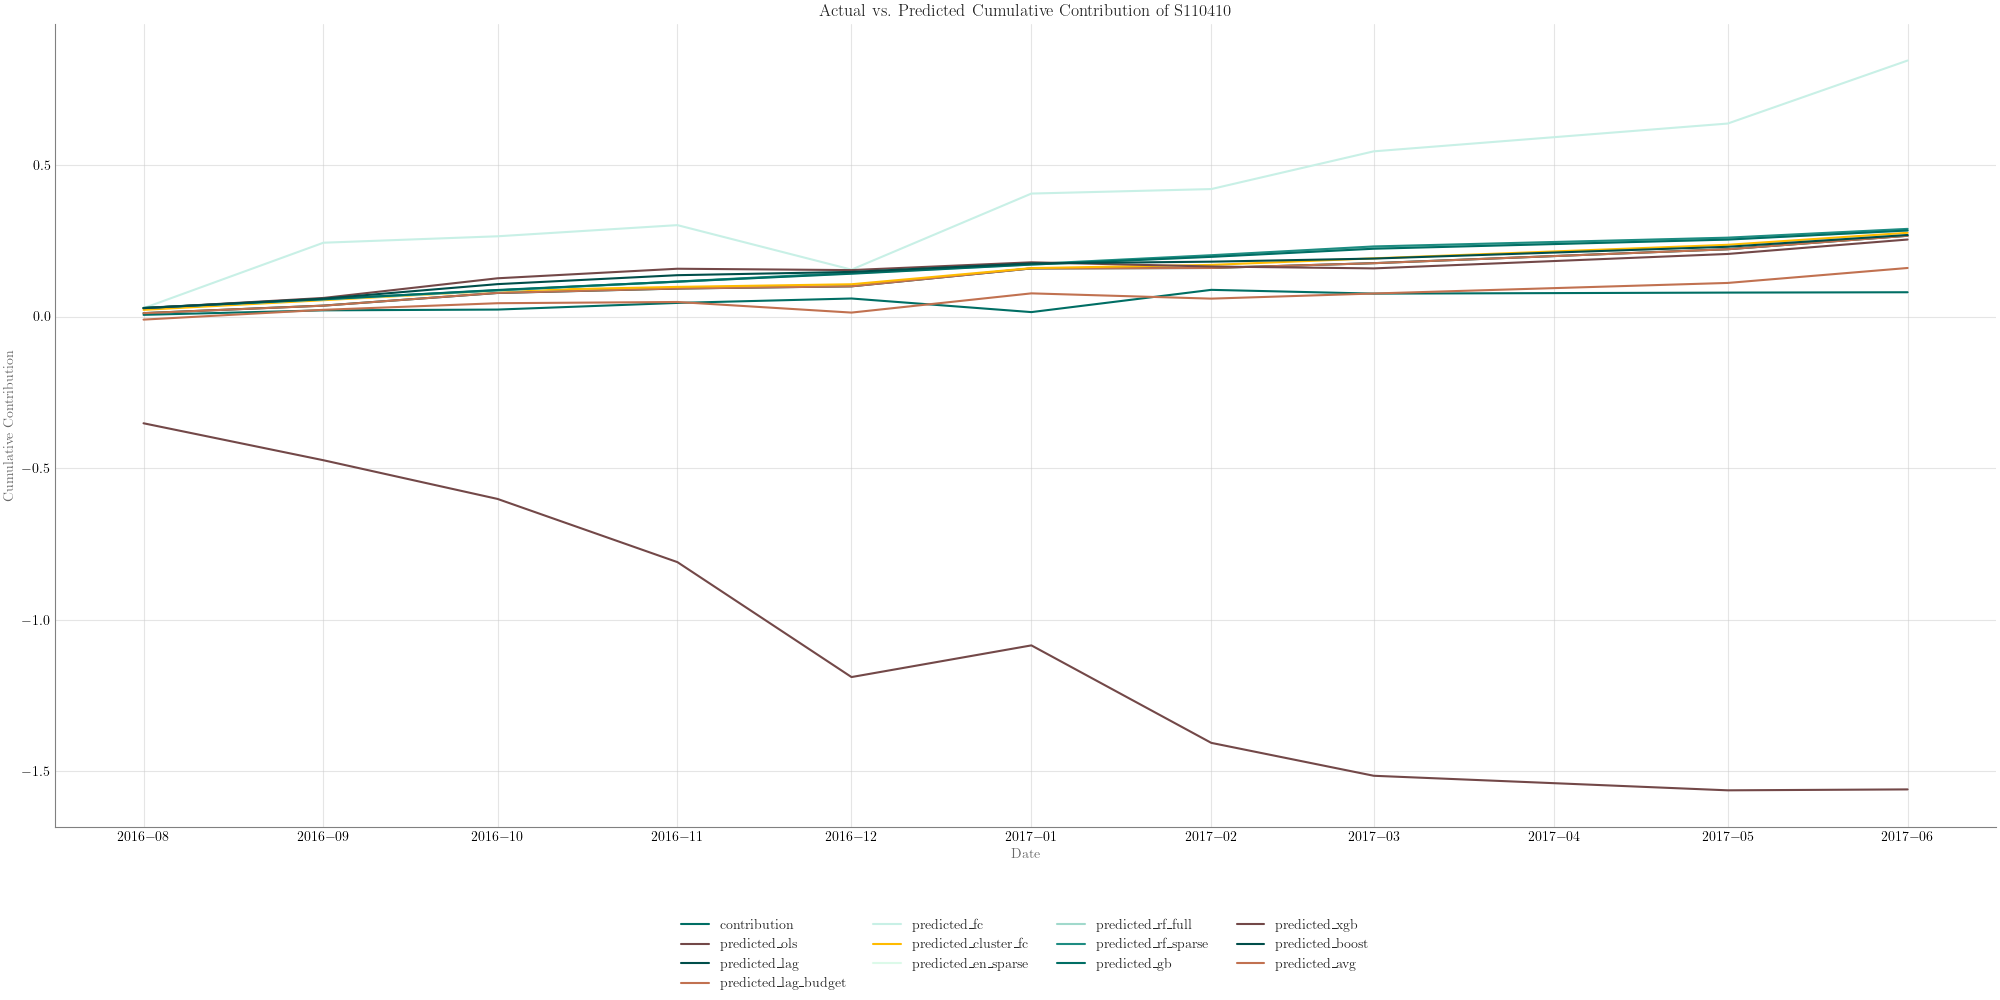 Actual vs. Predicted Cumulative Contribution of S110410
Cumulative Contribution
0.5
0.0
−0.5
−1.0
−1.5
2016−08 2016−09 2016−10 2016−11 2016−12 2017−01 2017−02 2017−03 2017−04 2017−05 2017−06
Date
contribution predicted_fc predicted_rf_full predicted_xgb
predicted_ols predicted_cluster_fc predicted_rf_sparse predicted_boost
predicted_lag predicted_en_sparse predicted_gb predicted_avg
predicted_lag_budget